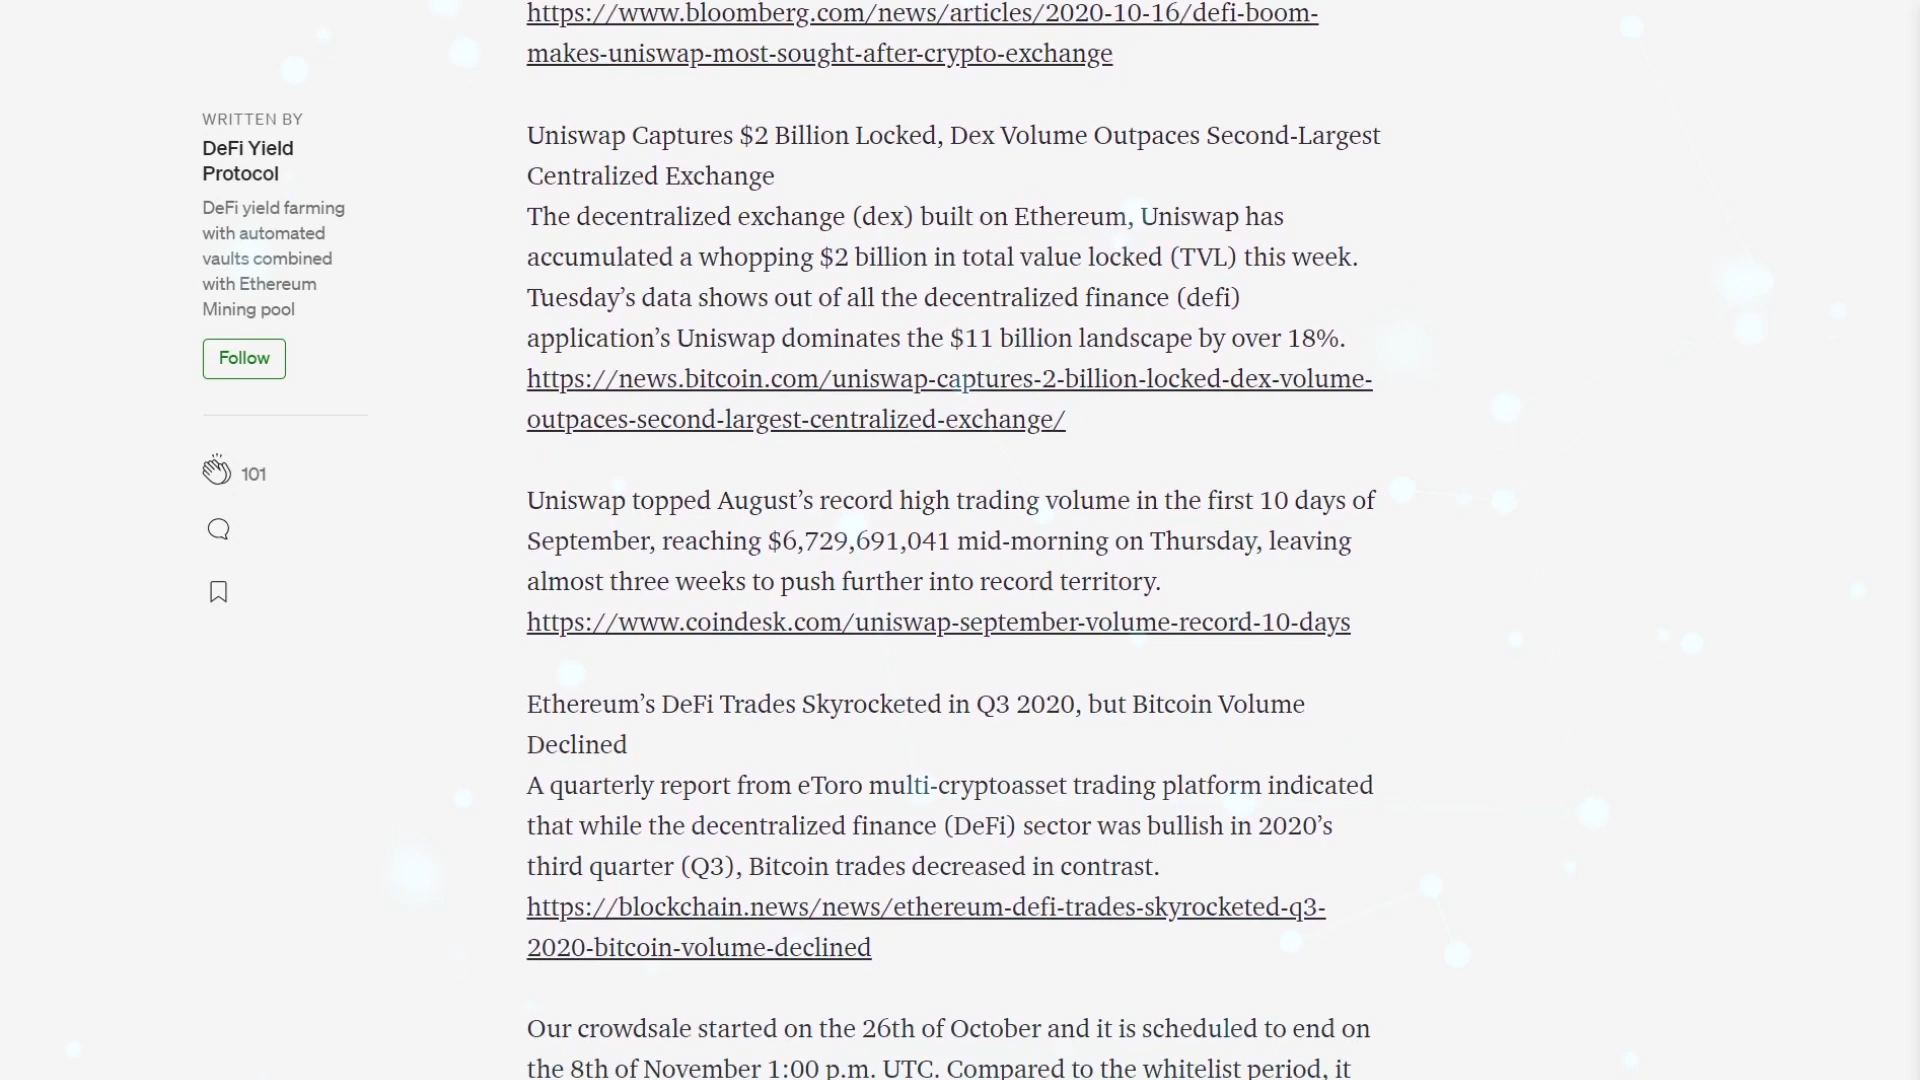 https://www.bloomberg.com/news/articles/2020-10-16/defi-boom-
makes-uniswap-most-sought-after-crypto-exchange
WRITTEN BY
DeFi Yield
Protocol
DeFi yield farming
with automated
vaults combined
with Ethereum
Mining pool
Follow
101
Uniswap Captures $2 Billion Locked, Dex Volume Outpaces Second-Largest
Centralized Exchange
The decentralized exchange (dex) built on Ethereum, Uniswap has
accumulated a whopping $2 billion in total value locked (TVL) this week.
Tuesday’s data shows out of all the decentralized finance (defi)
application’s Uniswap dominates the $11 billion landscape by over 18%.
https://news.bitcoin.com/uniswap-captures-2-billion-locked-dex-volume-
outpaces-second-largest-centralized-exchange/
Uniswap topped August’s record high trading volume in the first 10 days of
September, reaching $6,729,691,041 mid-morning on Thursday, leaving
almost three weeks to push further into record territory.
https://www.coindesk.com/uniswap-september-volume-record-10-days
Ethereum’s DeFi Trades Skyrocketed in Q3 2020, but Bitcoin Volume
Declined
A quarterly report from eToro multi-cryptoasset trading platform indicated
that while the decentralized finance (DeFi) sector was bullish in 2020’s
third quarter (Q3), Bitcoin trades decreased in contrast.
https://blockchain.news/news/ethereum-defi-trades-skyrocketed-q3-
2020-bitcoin-volume-declined
Our crowdsale started on the 26th of October and it is scheduled to end on
the 8th of November 1:00 p.m. UTC. Compared to the whitelist period, it